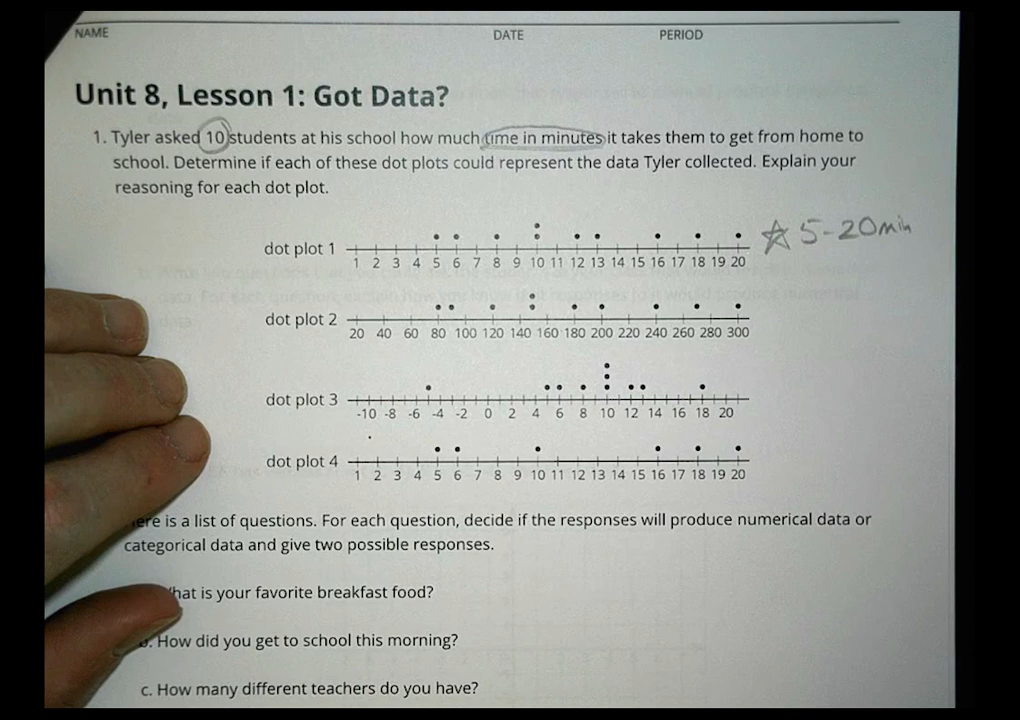 NAME DATE PERIOD
Unit 8, Lesson 1: Got Data?
1. Tyler asked 10 students at his school how much time in minutes it takes them to get from home to
school. Determine if each of these dot plots could represent the data Tyler collected. Explain your
reasoning for each dot plot.
dot plot 1
1 2 3 4 5 6 7 8 9 10 11 12 13 14 15 16 17 18 19 20
☆ 5-20min
dot plot 2
20 40 60 80 100 120 140 160 180 200 220 240 260 280 300
dot plot 3
-10 -8 -6 -4 -2 0 2 4 6 8 10 12 14 16 18 20
dot plot 4
1 2 3 4 5 6 7 8 9 10 11 12 13 14 15 16 17 18 19 20
ere is a list of questions. For each question, decide if the responses will produce numerical data or
categorical data and give two possible responses.
hat is your favorite breakfast food?
b. How did you get to school this morning?
c. How many different teachers do you have?